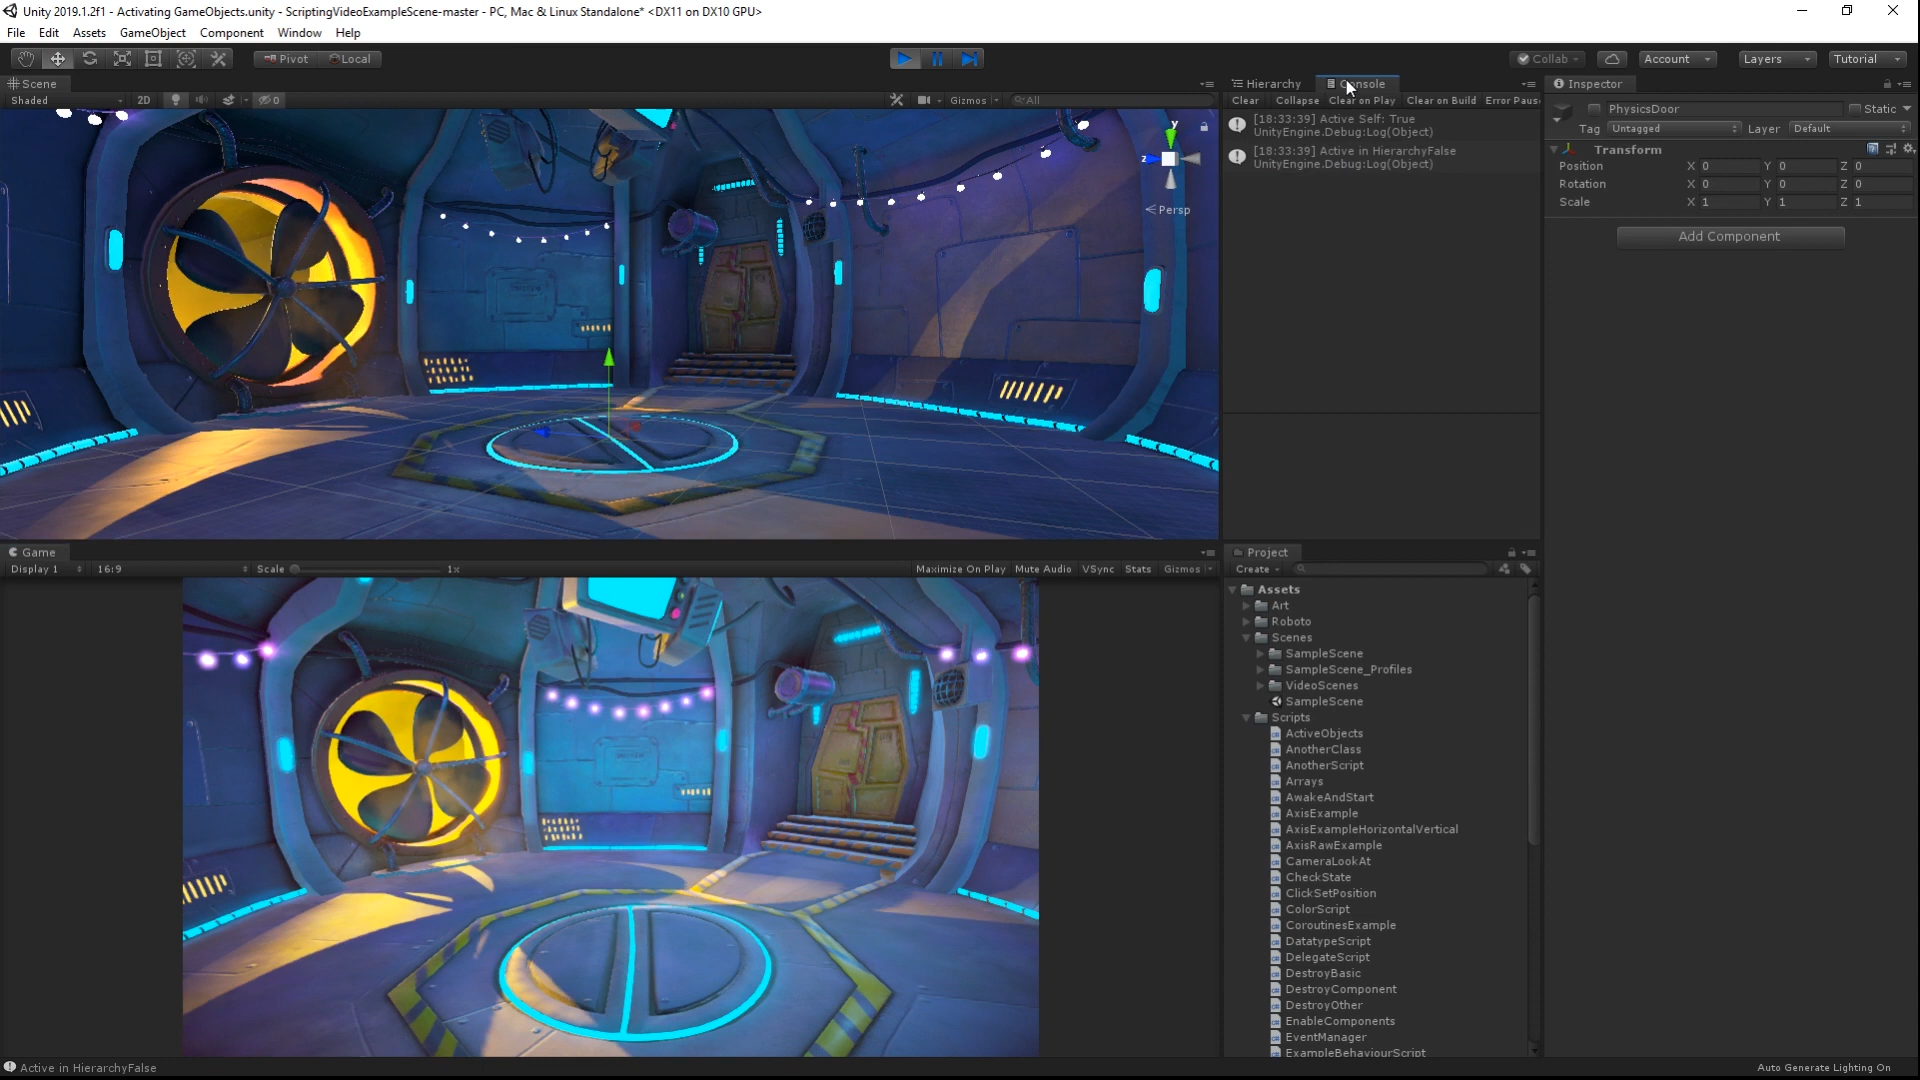 Unity 2019.1.2f1 - Activating GameObjects.unity - ScriptingVideoExampleScene-master - PC, Mac & Linux Standalone* <DX11 on DX10 GPU>
File Edit Assets GameObject Component Window Help
Pivot Local Collab Account Layers Tutorial
Scene
Shaded 2D 0 Gizmos All
y
z
Persp
Hierarchy Console
Clear Collapse Clear on Play Clear on Build Error Paus
[18:33:39] Active Self: True
UnityEngine.Debug:Log(Object)
[18:33:39] Active in HierarchyFalse
UnityEngine.Debug:Log(Object)
Inspector
PhysicsDoor Static
Tag Untagged Layer Default
Transform
Position X 0 Y 0 Z 0
Rotation X 0 Y 0 Z 0
Scale X 1 Y 1 Z 1
Add Component
Game
Display 1 16:9 Scale 1x Maximize On Play Mute Audio VSync Stats Gizmos
Project
Create
Assets
Art
Roboto
Scenes
SampleScene
SampleScene_Profiles
VideoScenes
SampleScene
Scripts
ActiveObjects
AnotherClass
AnotherScript
Arrays
AwakeAndStart
AxisExample
AxisExampleHorizontalVertical
AxisRawExample
CameraLookAt
CheckState
ClickSetPosition
ColorScript
CoroutinesExample
DatatypeScript
DelegateScript
DestroyBasic
DestroyComponent
DestroyOther
EnableComponents
EventManager
ExampleBehaviourScript
Active in HierarchyFalse
Auto Generate Lighting On